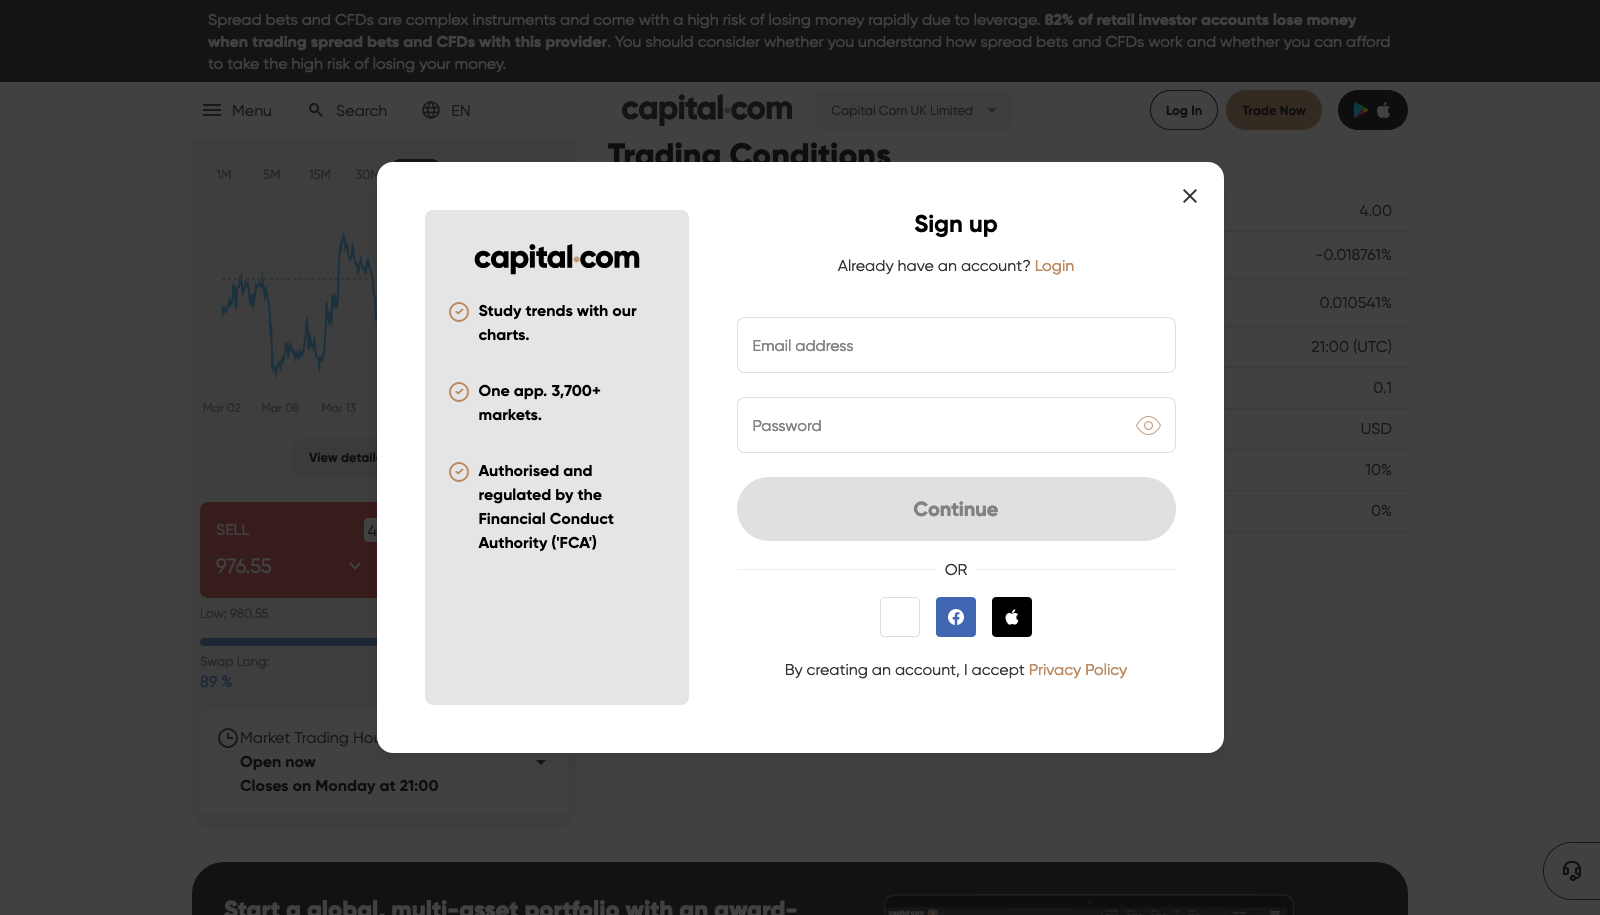 Spread bets and CFDs are complex instruments and come with a high risk of losing money rapidly due to leverage. 82% of retail investor accounts lose money
when trading spread bets and CFDs with this provider. You should consider whether you understand how spread bets and CFDs work and whether you can afford
to take the high risk of losing your money.
Menu
Search
EN
capital.com
Capital Com UK Limited
Log In
Trade Now
Trading Conditions
1M
5M
15M
30M
4.00
-0.018761%
0.010541%
21:00 (UTC)
0.1
USD
10%
0%
Mar 02
Mar 08
Mar 13
View
SELL
976.55
Low: 980.55
Swap Long:
89 %
Market Trading
Open now
Closes on Monday at 21:00
capital.com
Study trends with our
charts.
One app. 3,700+
markets.
Authorised and
regulated by the
Financial Conduct
Authority ('FCA')
Sign up
Already have an account? Login
Email address
Password
Continue
OR
By creating an account, I accept Privacy Policy
Start a global, multi-asset portfolio with an award-